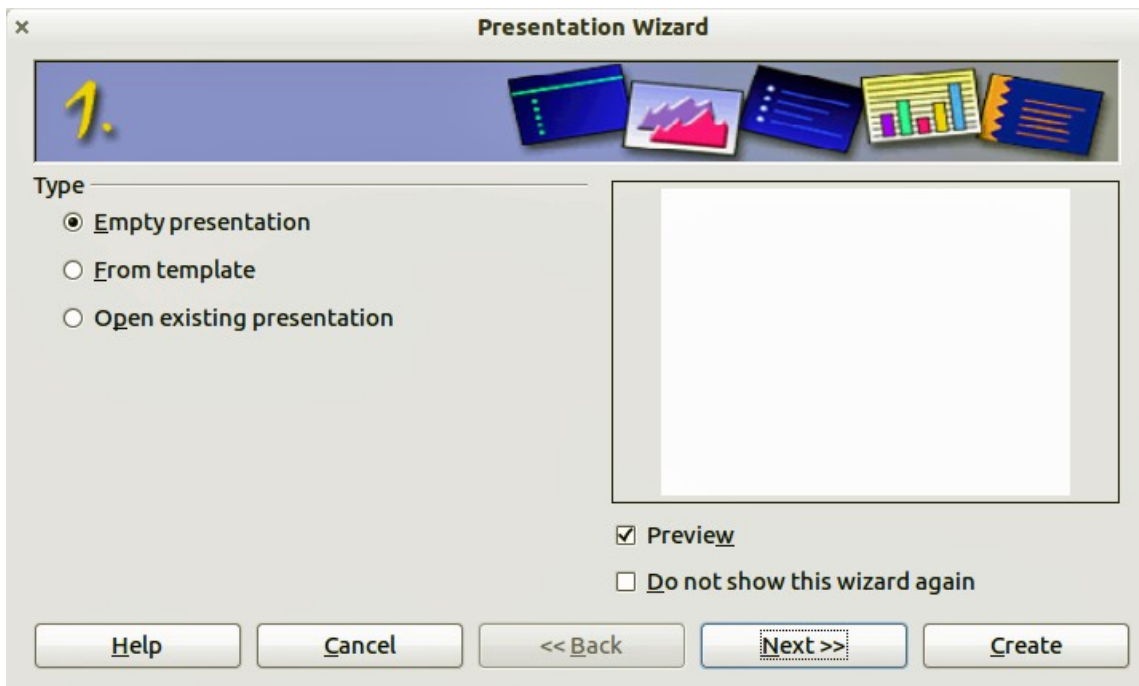 Presentation Wizard
1.
Type
Empty presentation
From template
Open existing presentation
Preview
Do not show this wizard again
Help
Cancel
<< Back
Next >>
Create